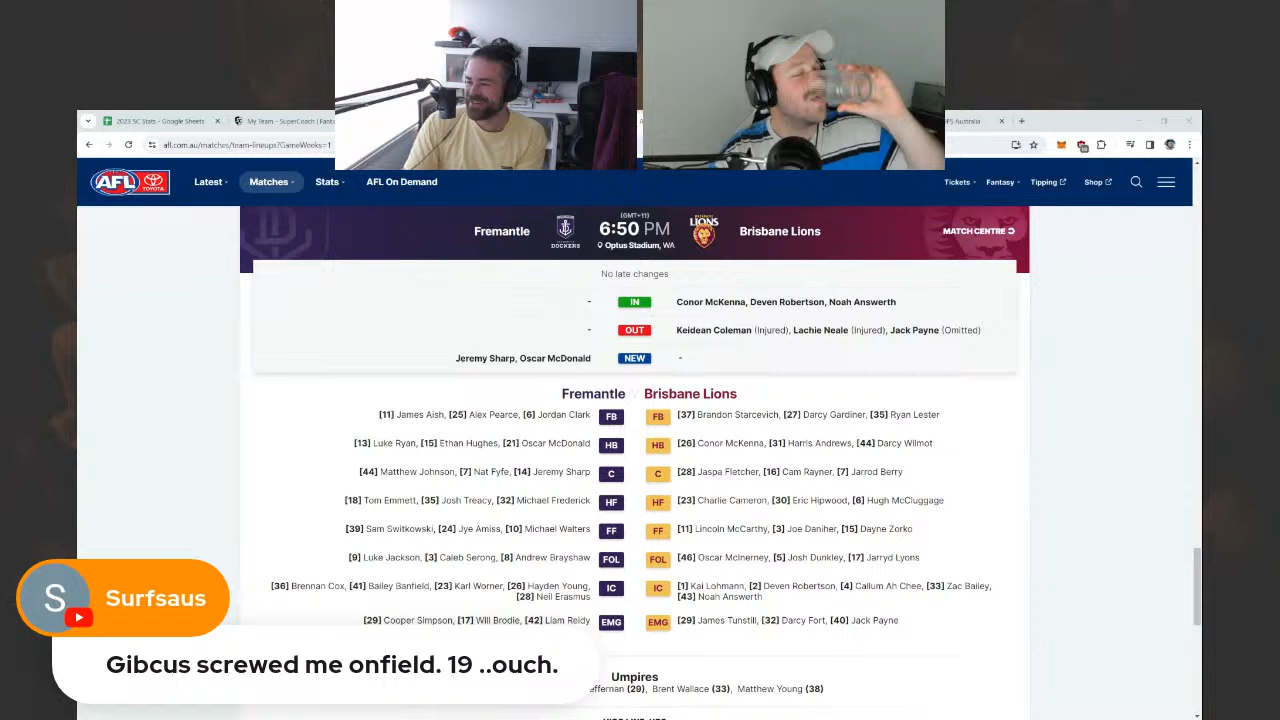 2023 SC Stats - Google Sheets
My Team - SuperCoach | Fant
DFS Australia
afl.com.au/matches/team-lineups?GameWeeks=1
AFL
TOYOTA
Latest
Matches
Stats
AFL On Demand
Tickets
Fantasy
Tipping
Shop
(GMT+11)
Fremantle
DOCKERS
6:50 PM
LIONS
Brisbane Lions
MATCH CENTRE
Optus Stadium, WA
No late changes
- IN Conor McKenna, Deven Robertson, Noah Answerth
- OUT Keidean Coleman (Injured), Lachie Neale (Injured), Jack Payne (Omitted)
Jeremy Sharp, Oscar McDonald NEW -
Fremantle V Brisbane Lions
[11] James Aish, [25] Alex Pearce, [6] Jordan Clark FB FB [37] Brandon Starcevich, [27] Darcy Gardiner, [35] Ryan Lester
[13] Luke Ryan, [15] Ethan Hughes, [21] Oscar McDonald HB HB [26] Conor McKenna, [31] Harris Andrews, [44] Darcy Wilmot
[44] Matthew Johnson, [7] Nat Fyfe, [14] Jeremy Sharp C C [28] Jaspa Fletcher, [16] Cam Rayner, [7] Jarrod Berry
[18] Tom Emmett, [35] Josh Treacy, [32] Michael Frederick HF HF [23] Charlie Cameron, [30] Eric Hipwood, [6] Hugh McCluggage
[39] Sam Switkowski, [24] Jye Amiss, [10] Michael Walters FF FF [11] Lincoln McCarthy, [3] Joe Daniher, [15] Dayne Zorko
[9] Luke Jackson, [3] Caleb Serong, [8] Andrew Brayshaw FOL FOL [46] Oscar McInerney, [5] Josh Dunkley, [17] Jarryd Lyons
[36] Brennan Cox, [41] Bailey Banfield, [23] Karl Worner, [26] Hayden Young, IC IC [1] Kai Lohmann, [2] Deven Robertson, [4] Callum Ah Chee, [33] Zac Bailey,
[28] Neil Erasmus [43] Noah Answerth
[29] Cooper Simpson, [17] Will Brodie, [42] Liam Reidy EMG EMG [29] James Tunstill, [32] Darcy Fort, [40] Jack Payne
S
Surfsaus
Gibcus screwed me onfield. 19 ..ouch.
Umpires
effernan (29), Brent Wallace (33), Matthew Young (38)